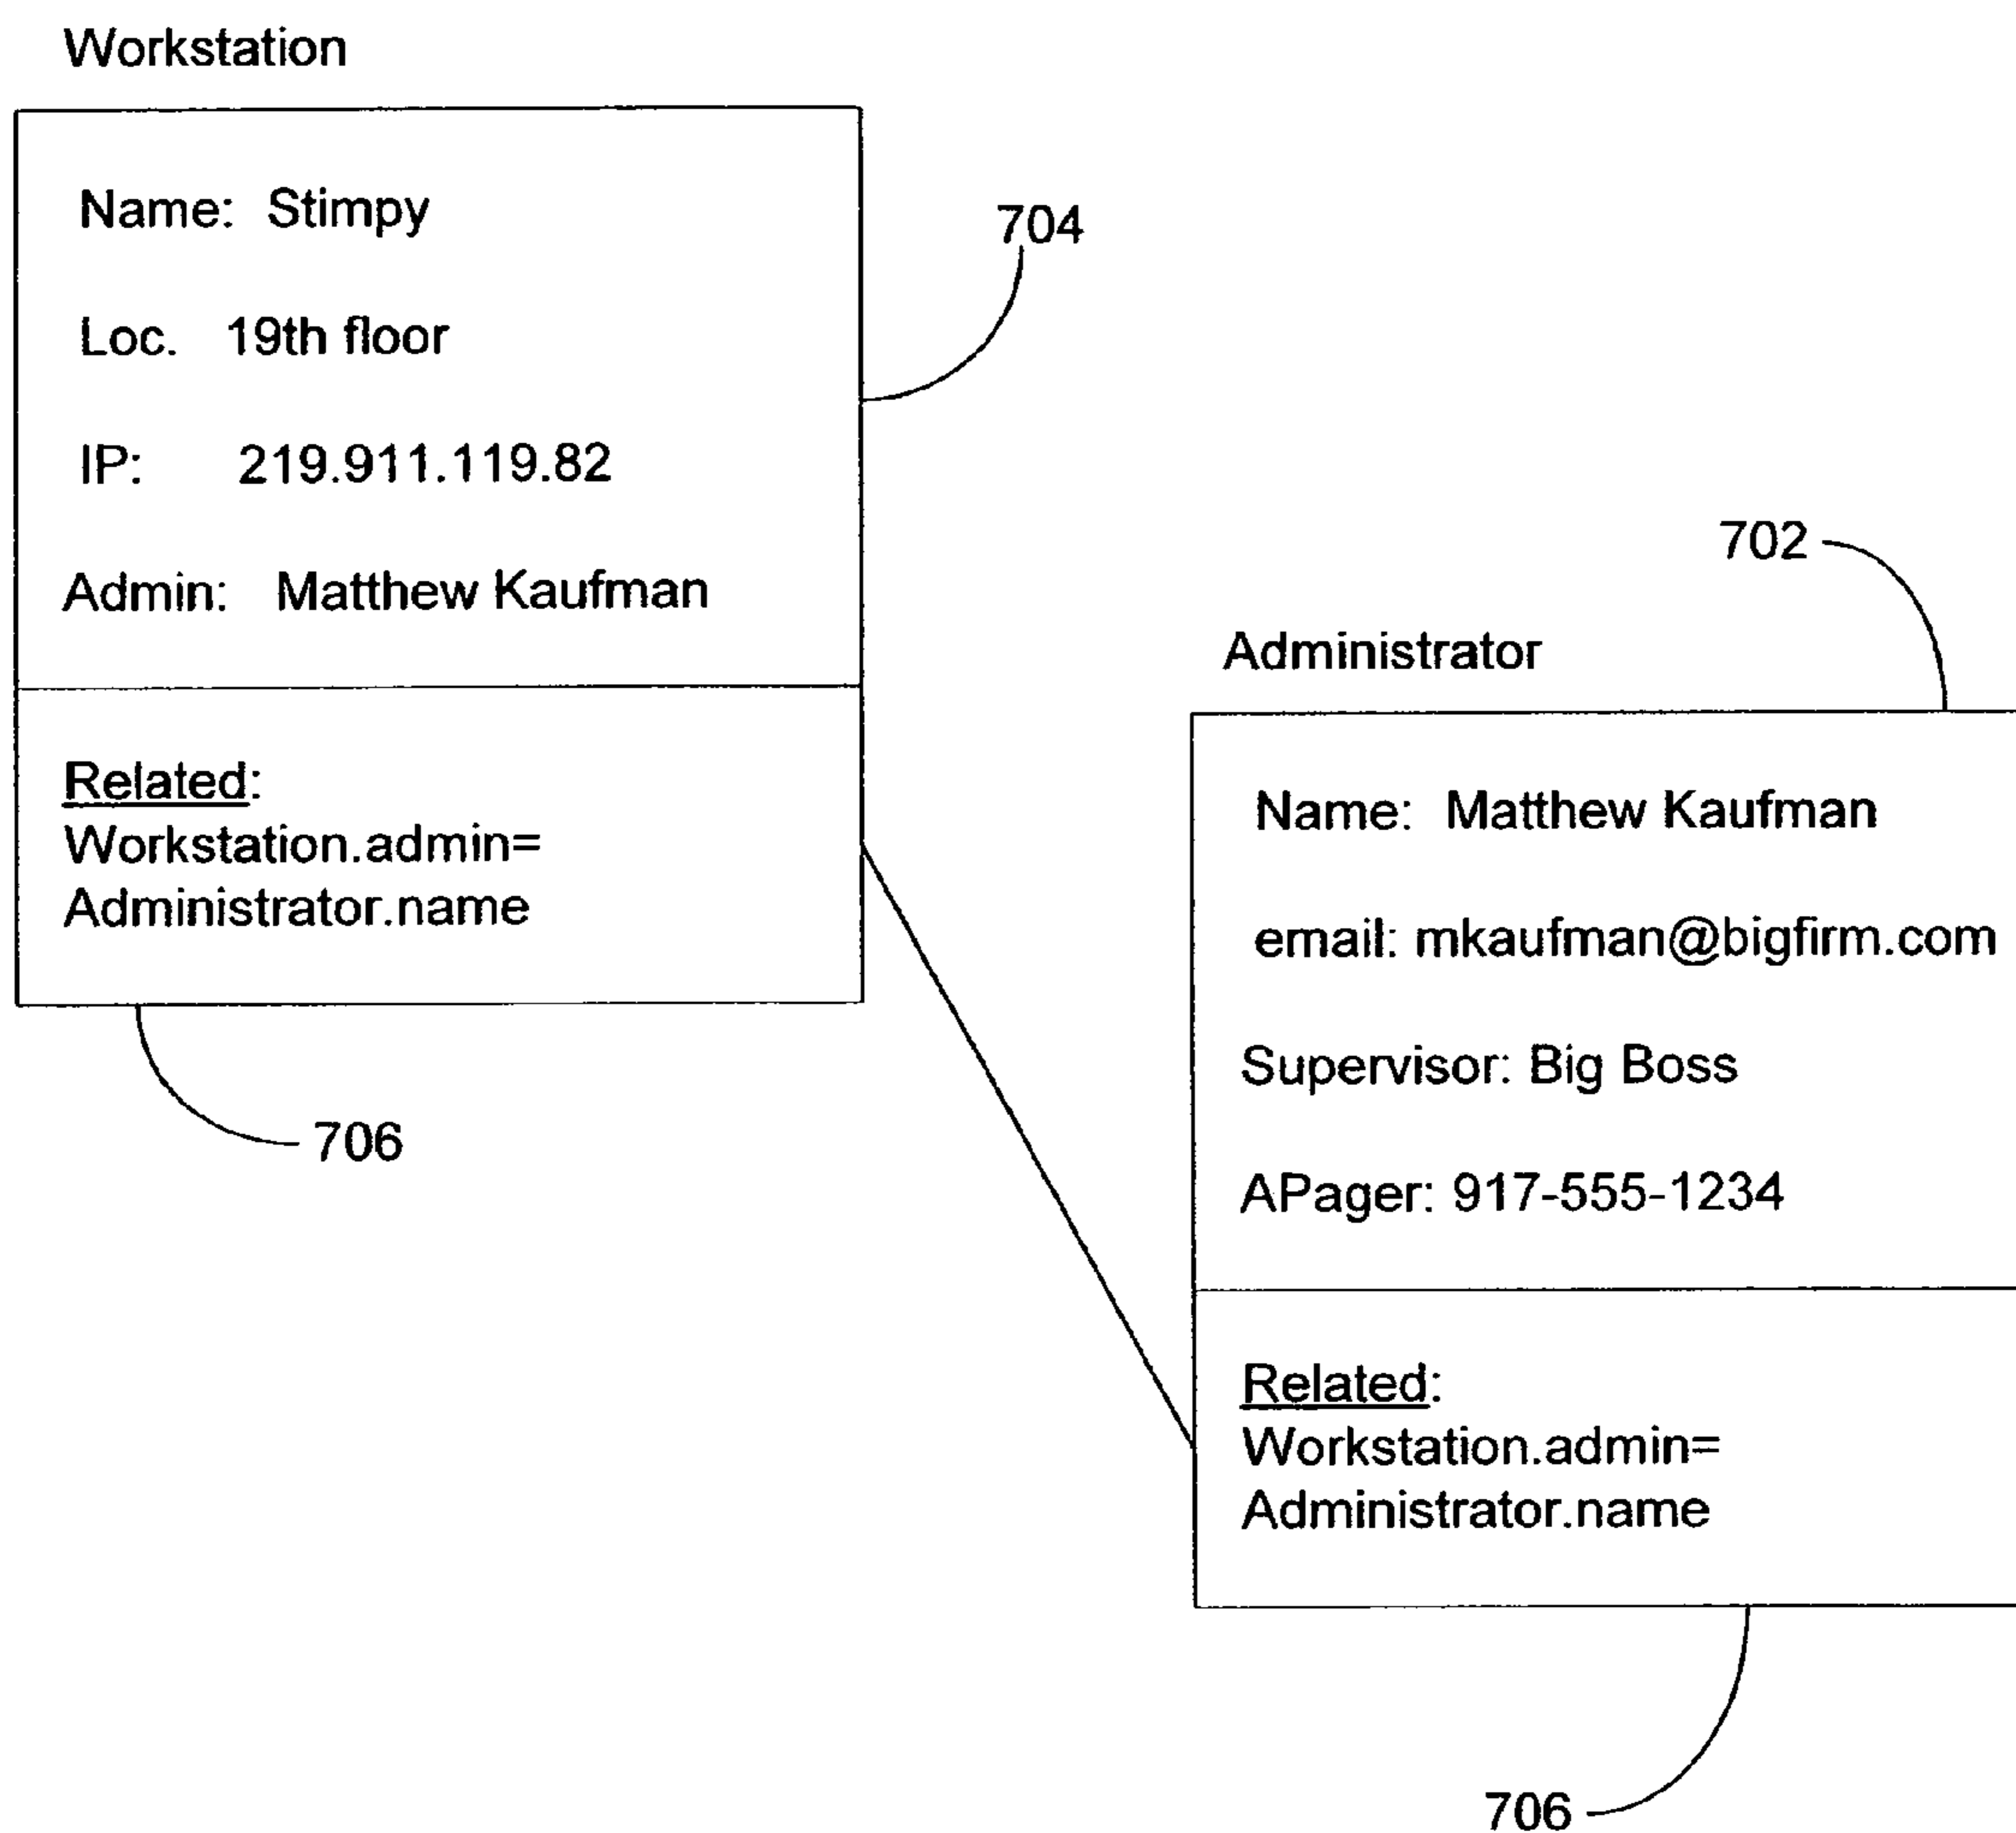 Workstation
Name: Stimpy
704
Loc. 19th floor
IP: 219.911.119.82
Admin: Matthew Kaufman
Related:
Workstation.admin=
Administrator.name
706
702
Administrator
Name: Matthew Kaufman
email: mkaufman@bigfirm.com
Supervisor: Big Boss
APager: 917-555-1234
Related:
Workstation.admin=
Administrator.name
706